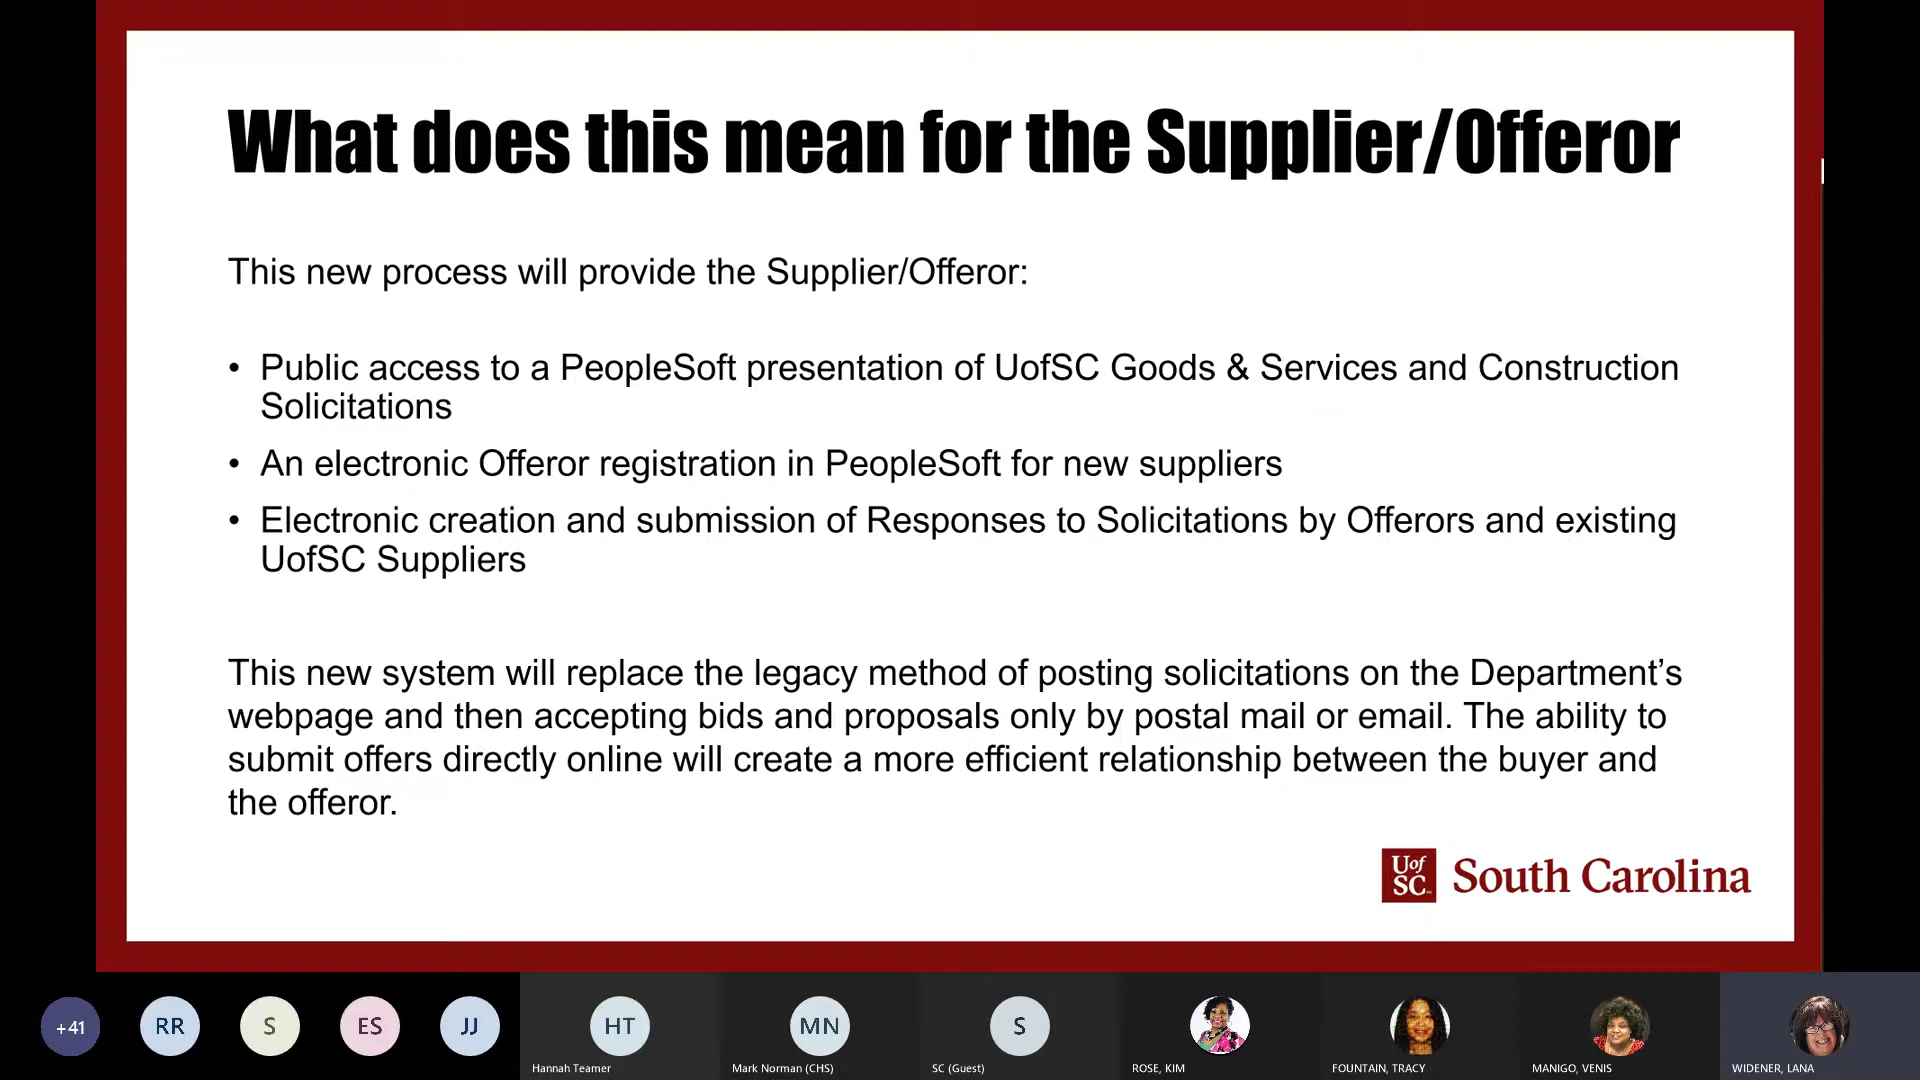 What does this mean for the Supplier/Offeror
This new process will provide the Supplier/Offeror:
• Public access to a PeopleSoft presentation of UofSC Goods & Services and Construction
Solicitations
• An electronic Offeror registration in PeopleSoft for new suppliers
• Electronic creation and submission of Responses to Solicitations by Offerors and existing
UofSC Suppliers
This new system will replace the legacy method of posting solicitations on the Department’s
webpage and then accepting bids and proposals only by postal mail or email. The ability to
submit offers directly online will create a more efficient relationship between the buyer and
the offeror.
Uof
SC
South Carolina
+41
RR
S
ES
JJ
HT
MN
S
Hannah Teamer
Mark Norman (CHS)
SC (Guest)
ROSE, KIM
FOUNTAIN, TRACY
MANIGO, VENIS
WIDENER, LANA